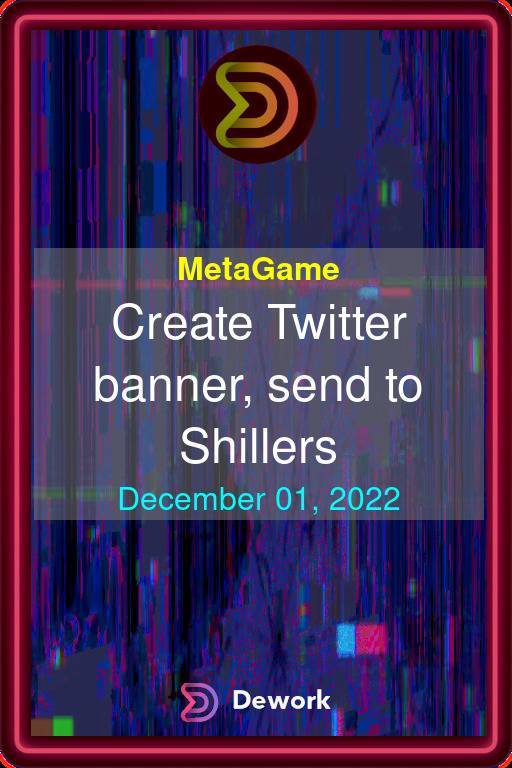 MetaGame
Create Twitter
banner, send to
Shillers
December 01, 2022
Dework